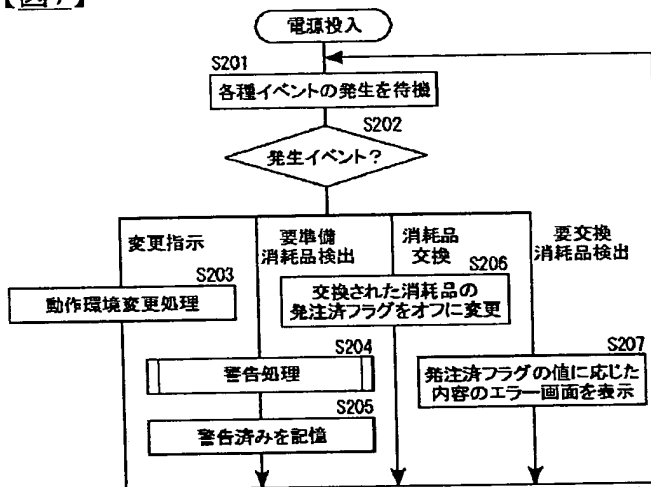 【図7】
電源投入
S201
各種イベントの発生を待機
S202
発生イベント?
変更指示
要準備
消耗品検出
消耗品
交換
要交換
消耗品検出
S203
動作環境変更処理
S206
交換された消耗品の
発注済フラグをオフに変更
S204
警告処理
S207
発注済フラグの値に応じた
内容のエラー画面を表示
S205
警告済みを記憶